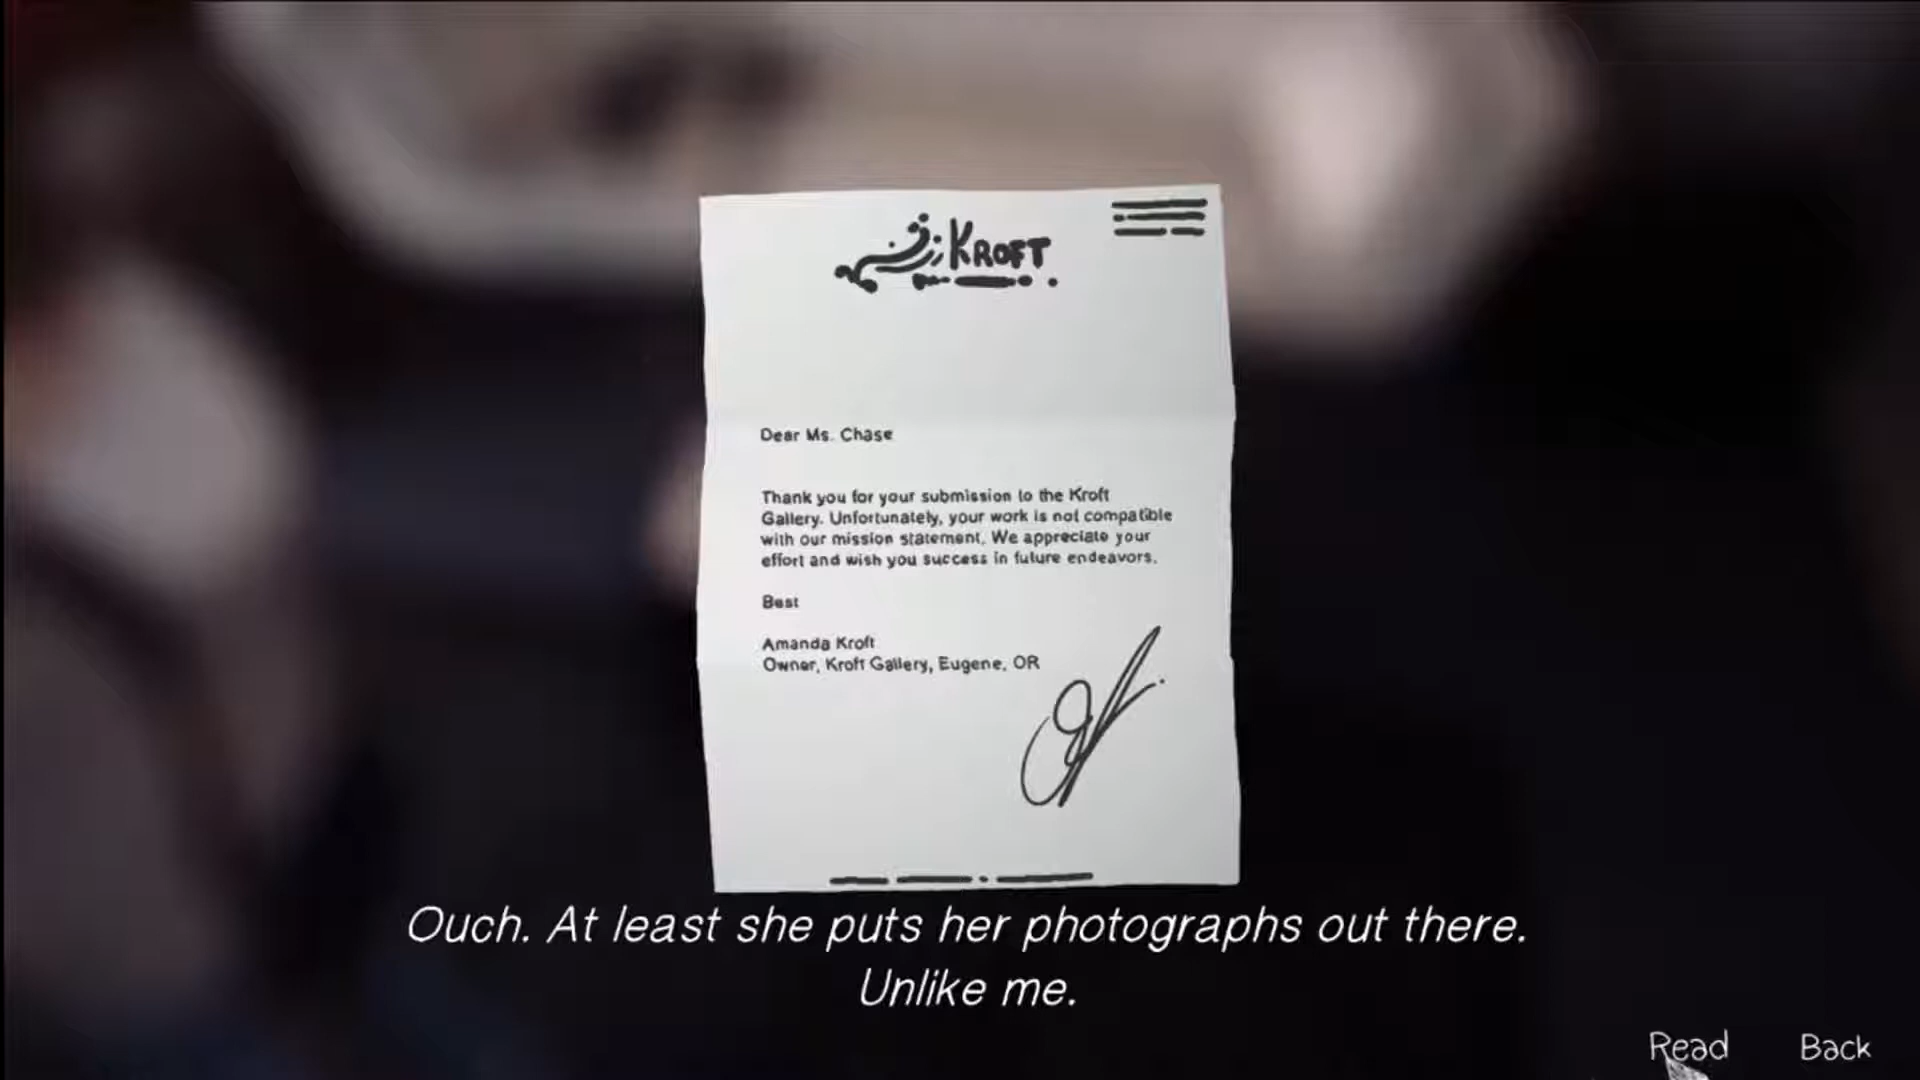 KROFT
Dear Ms. Chase
Thank you for your submission to the Kroft
Gallery. Unfortunately, your work is not compatible
with our mission statement. We appreciate your
effort and wish you success in future endeavors.
Best
Amanda Kroft
Owner, Kroft Gallery, Eugene, OR
Ouch. At least she puts her photographs out there.
Unlike me.
Read Back